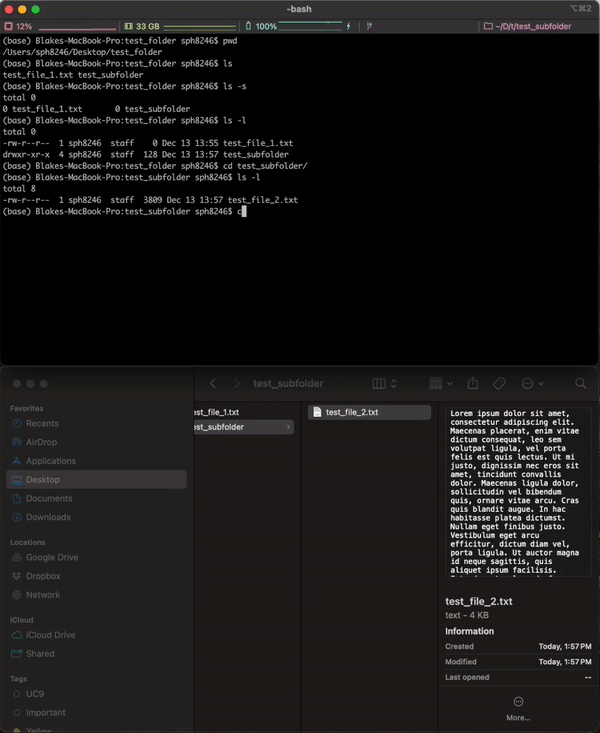 -bash
⌥⌘2
12%
33 GB
100%
~/D/t/test_subfolder
(base) Blakes-MacBook-Pro:test_folder sph8246$ pwd
/Users/sph8246/Desktop/test_folder
(base) Blakes-MacBook-Pro:test_folder sph8246$ ls
test_file_1.txt test_subfolder
(base) Blakes-MacBook-Pro:test_folder sph8246$ ls -s
total 0
0 test_file_1.txt      0 test_subfolder
(base) Blakes-MacBook-Pro:test_folder sph8246$ ls -l
total 0
-rw-r--r--  1 sph8246  staff    0 Dec 13 13:55 test_file_1.txt
drwxr-xr-x  4 sph8246  staff  128 Dec 13 13:57 test_subfolder
(base) Blakes-MacBook-Pro:test_folder sph8246$ cd test_subfolder/
(base) Blakes-MacBook-Pro:test_subfolder sph8246$ ls -l
total 8
-rw-r--r--  1 sph8246  staff  3809 Dec 13 13:57 test_file_2.txt
(base) Blakes-MacBook-Pro:test_subfolder sph8246$ c
test_subfolder
Favorites
Recents
AirDrop
Applications
Desktop
Documents
Downloads
Locations
Google Drive
Dropbox
Network
iCloud
iCloud Drive
Shared
Tags
UC9
Important
Yellow
est_file_1.txt
est_subfolder
test_file_2.txt
Lorem ipsum dolor sit amet,
consectetur adipiscing elit.
Maecenas placerat, enim vitae
dictum consequat, leo sem
volutpat ligula, vel porta
felis est quis lectus. Ut mi
justo, dignissim nec eros sit
amet, tincidunt convallis
dolor. Maecenas ligula dolor,
sollicitudin vel bibendum
quis, ornare vitae arcu. Cras
quis blandit augue. In hac
habitasse platea dictumst.
Nullam eget finibus justo.
Vestibulum eget arcu
efficitur, dictum diam vel,
porta ligula. Ut auctor magna
id neque sagittis, quis
aliquet ipsum facilisis.
test_file_2.txt
text - 4 KB
Information
Created Today, 1:57 PM
Modified Today, 1:57 PM
Last opened --
More...